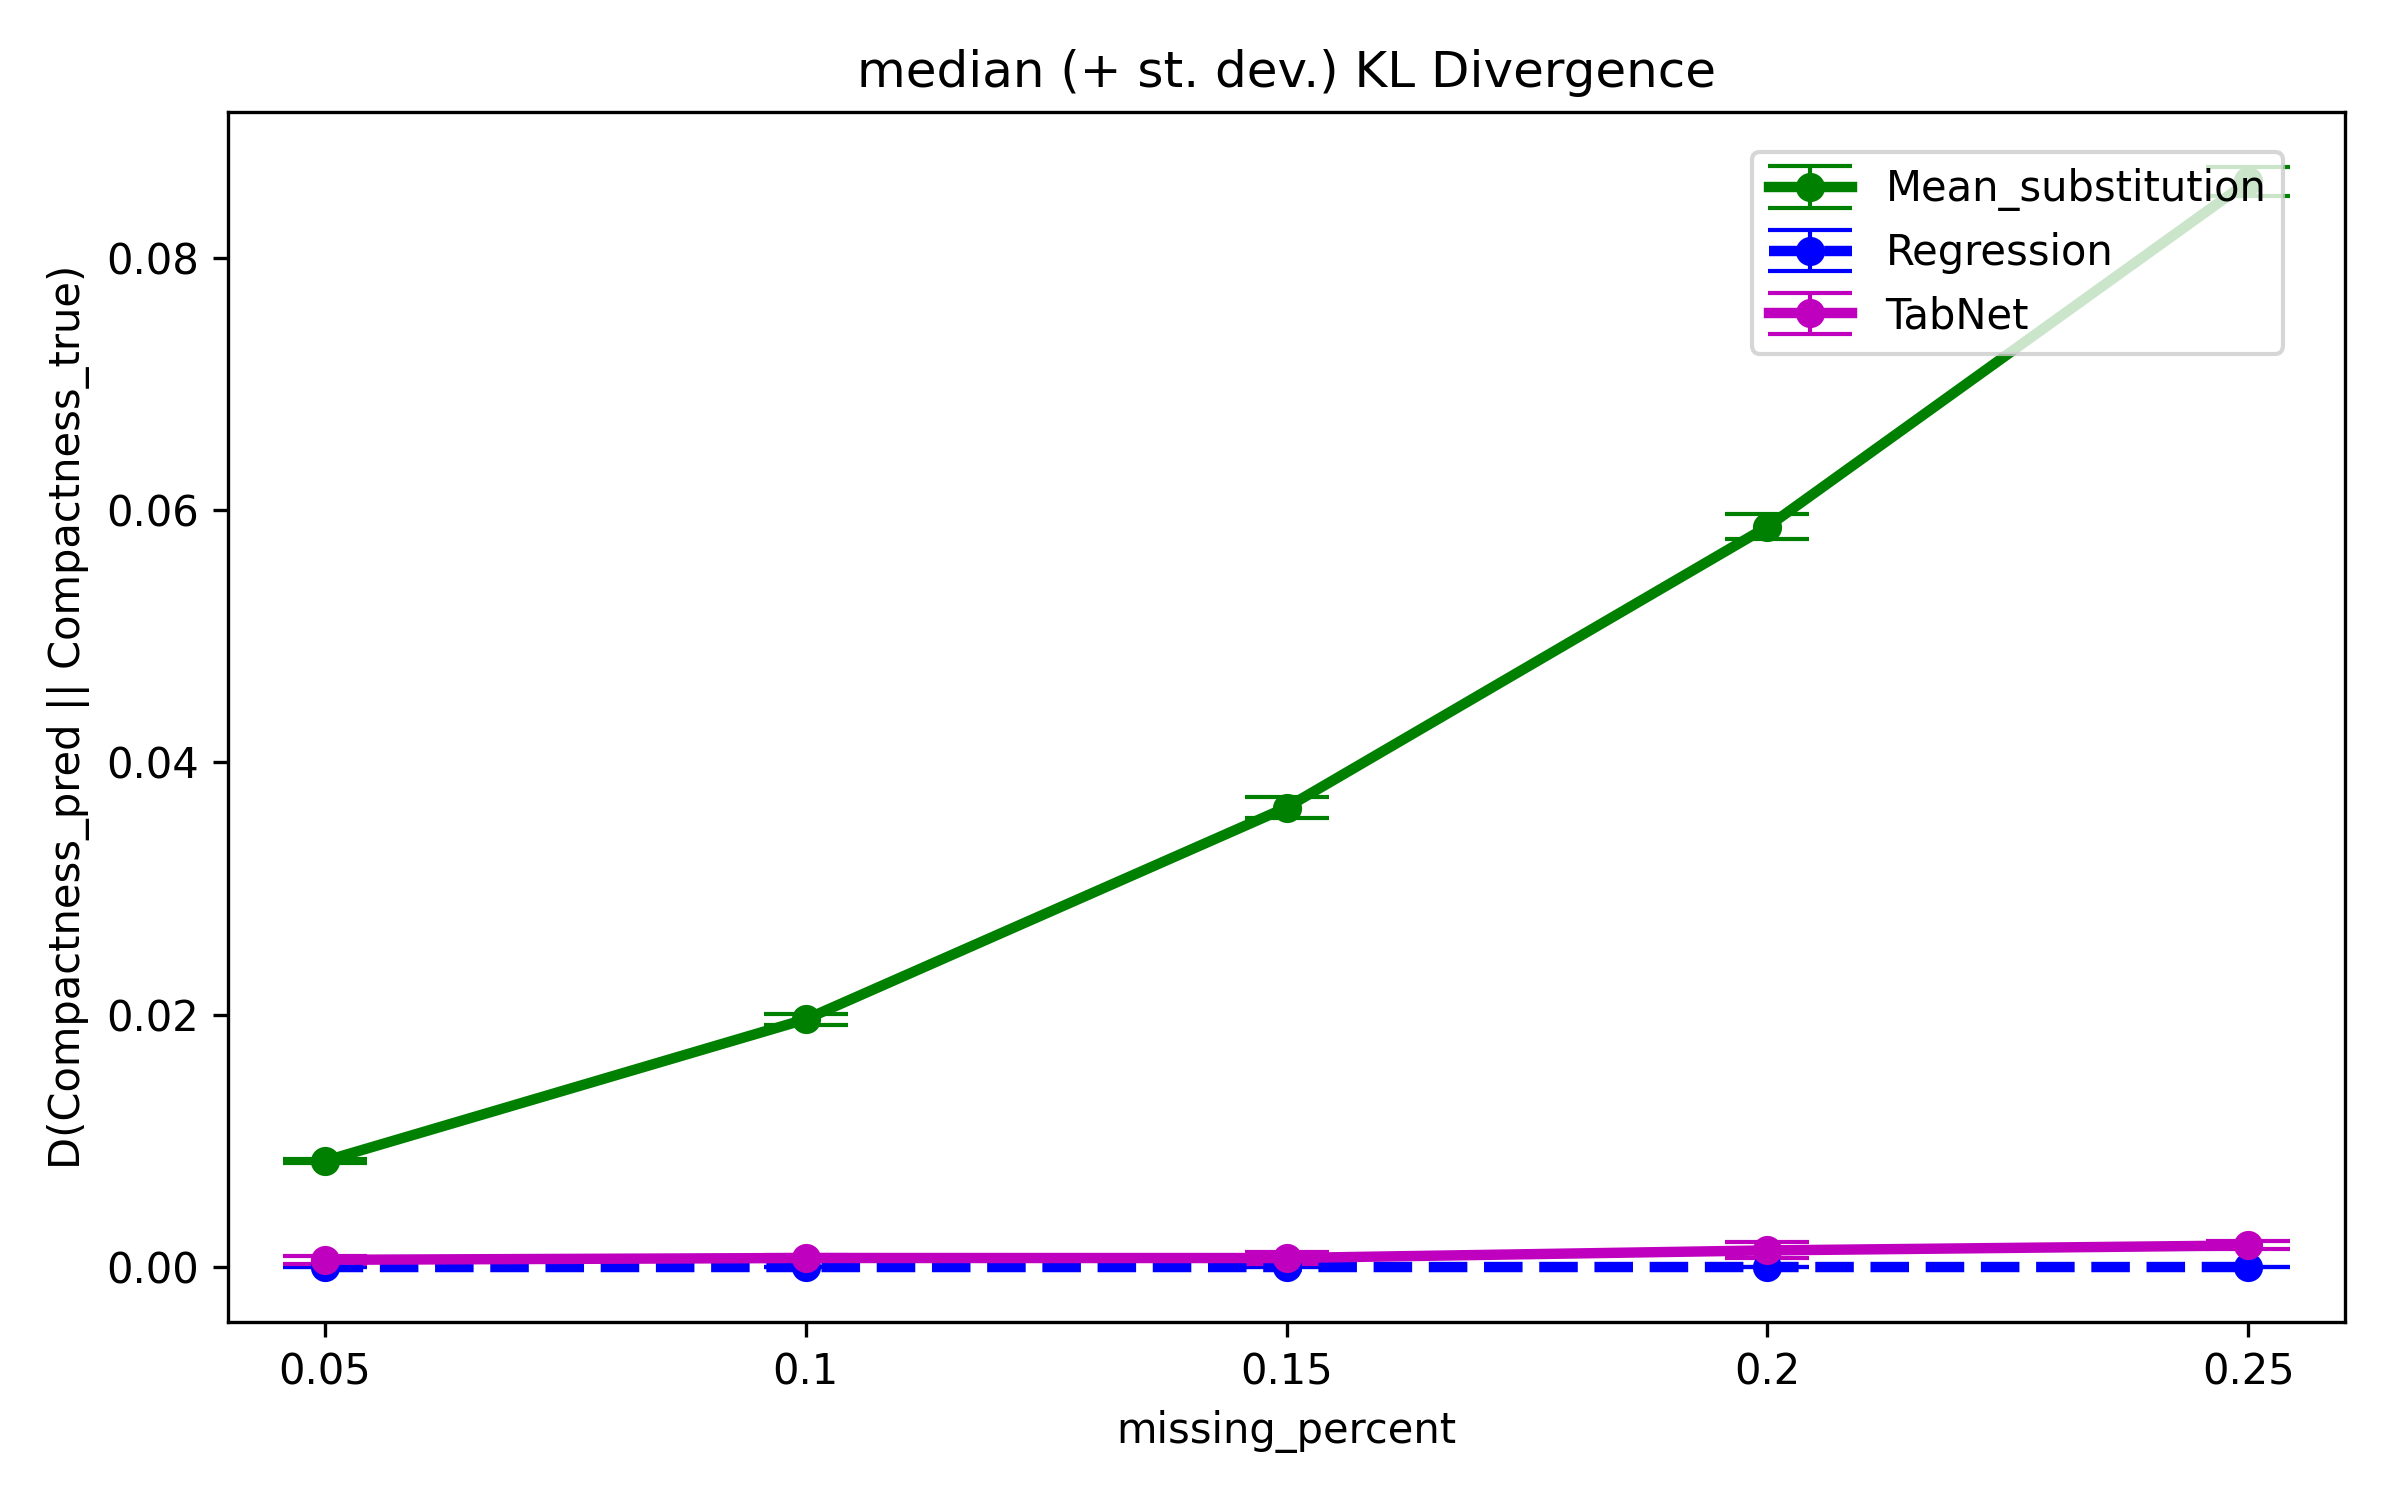 median (+ st. dev.) KL Divergence
Mean_substitution
Regression
TabNet
D(Compactness_pred || Compactness_true)
0.08
0.06
0.04
0.02
0.00
0.05
0.1
0.15
0.2
0.25
missing_percent